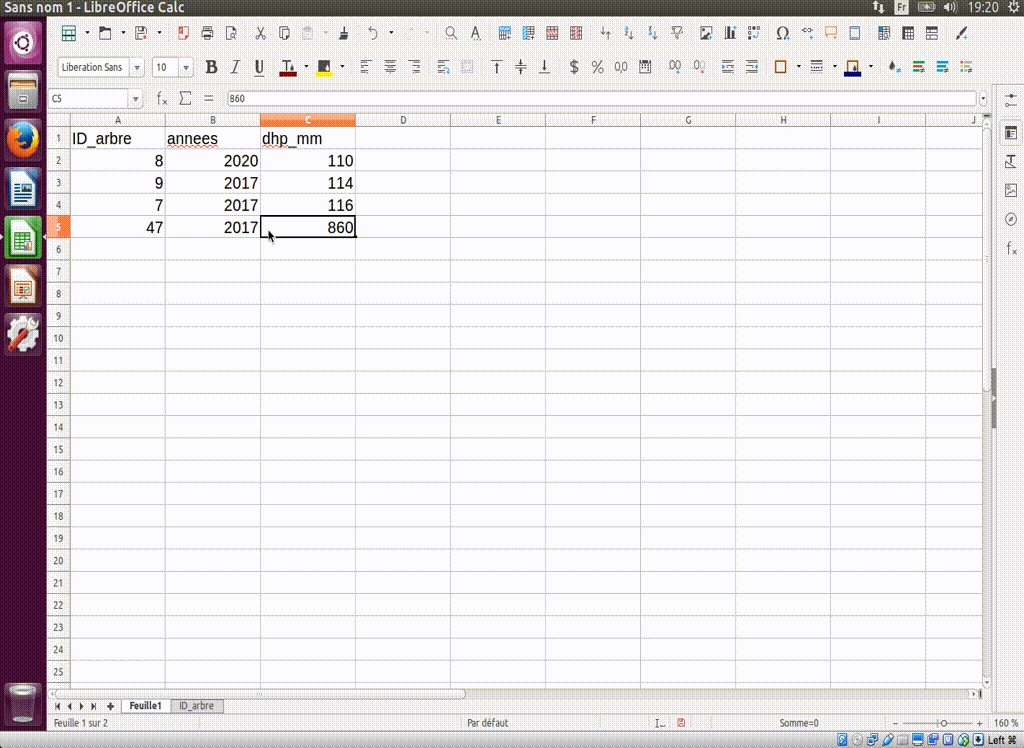 Sans nom 1 - LibreOffice Calc Fr 19:20
Liberation Sans 10
C5 860
A B C D E F G H I J
1 ID_arbre annees dhp_mm
2 8 2020 110
3 9 2017 114
4 7 2017 116
5 47 2017 860
6
7
8
9
10
11
12
13
14
15
16
17
18
19
20
21
22
23
24
25
Feuille1 ID_arbre
Feuille 1 sur 2 Par défaut Somme=0 160 %
Left ⌘